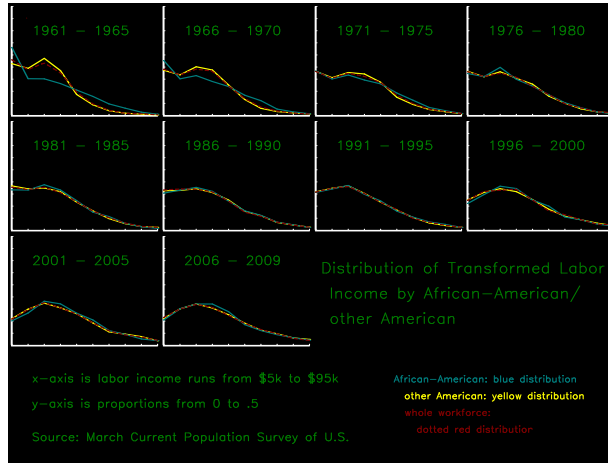 1961 − 1965
1966 − 1970
1971 − 1975
1976 − 1980
1981 − 1985
1986 − 1990
1991 − 1995
1996 − 2000
2001 − 2005
2006 − 2009
Distribution of Transformed Labor
Income by African−American/
other American
x−axis is labor income runs from $5k to $95k
y−axis is proportions from 0 to .5
Source: March Current Population Survey of U.S.
African−American: blue distribution
other American: yellow distribution
whole workforce:
dotted red distribution